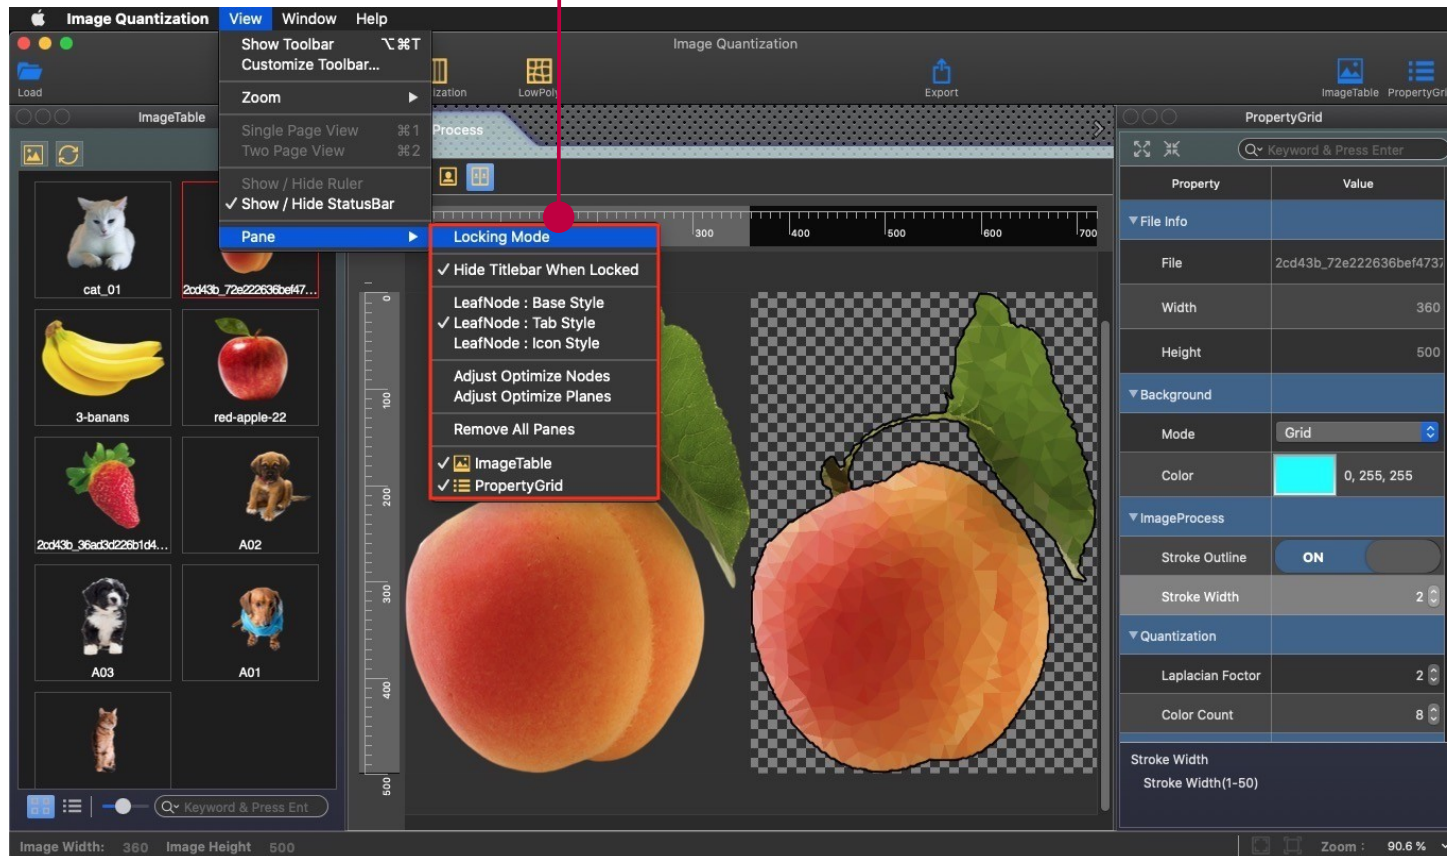 Image Quantization View Window Help
Image Quantization
Show Toolbar ⌥⌘T
Customize Toolbar...
Zoom
Single Page View ⌘1
Two Page View ⌘2
Show / Hide Ruler
✓ Show / Hide StatusBar
Pane
Locking Mode
✓ Hide Titlebar When Locked
LeafNode : Base Style
✓ LeafNode : Tab Style
LeafNode : Icon Style
Adjust Optimize Nodes
Adjust Optimize Planes
Remove All Panes
✓ ImageTable
✓ PropertyGrid
Load
ization
LowPoly
Export
ImageTable
PropertyGri
ImageTable
cat_01
2cd43b_72e222636bef47...
3-banans
red-apple-22
2cd43b_36ad3d226b1d4...
A02
A03
A01
Keyword & Press Ent
Process
300 400 500 600 700
0
100
200
300
400
500
PropertyGrid
Keyword & Press Enter
Property Value
File Info
File 2cd43b_72e222636bef4737
Width 360
Height 500
Background
Mode Grid
Color 0, 255, 255
ImageProcess
Stroke Outline ON
Stroke Width 2
Quantization
Laplacian Foctor 2
Color Count 8
Stroke Width
Stroke Width(1-50)
Image Width: 360 Image Height 500
Zoom : 90.6 %